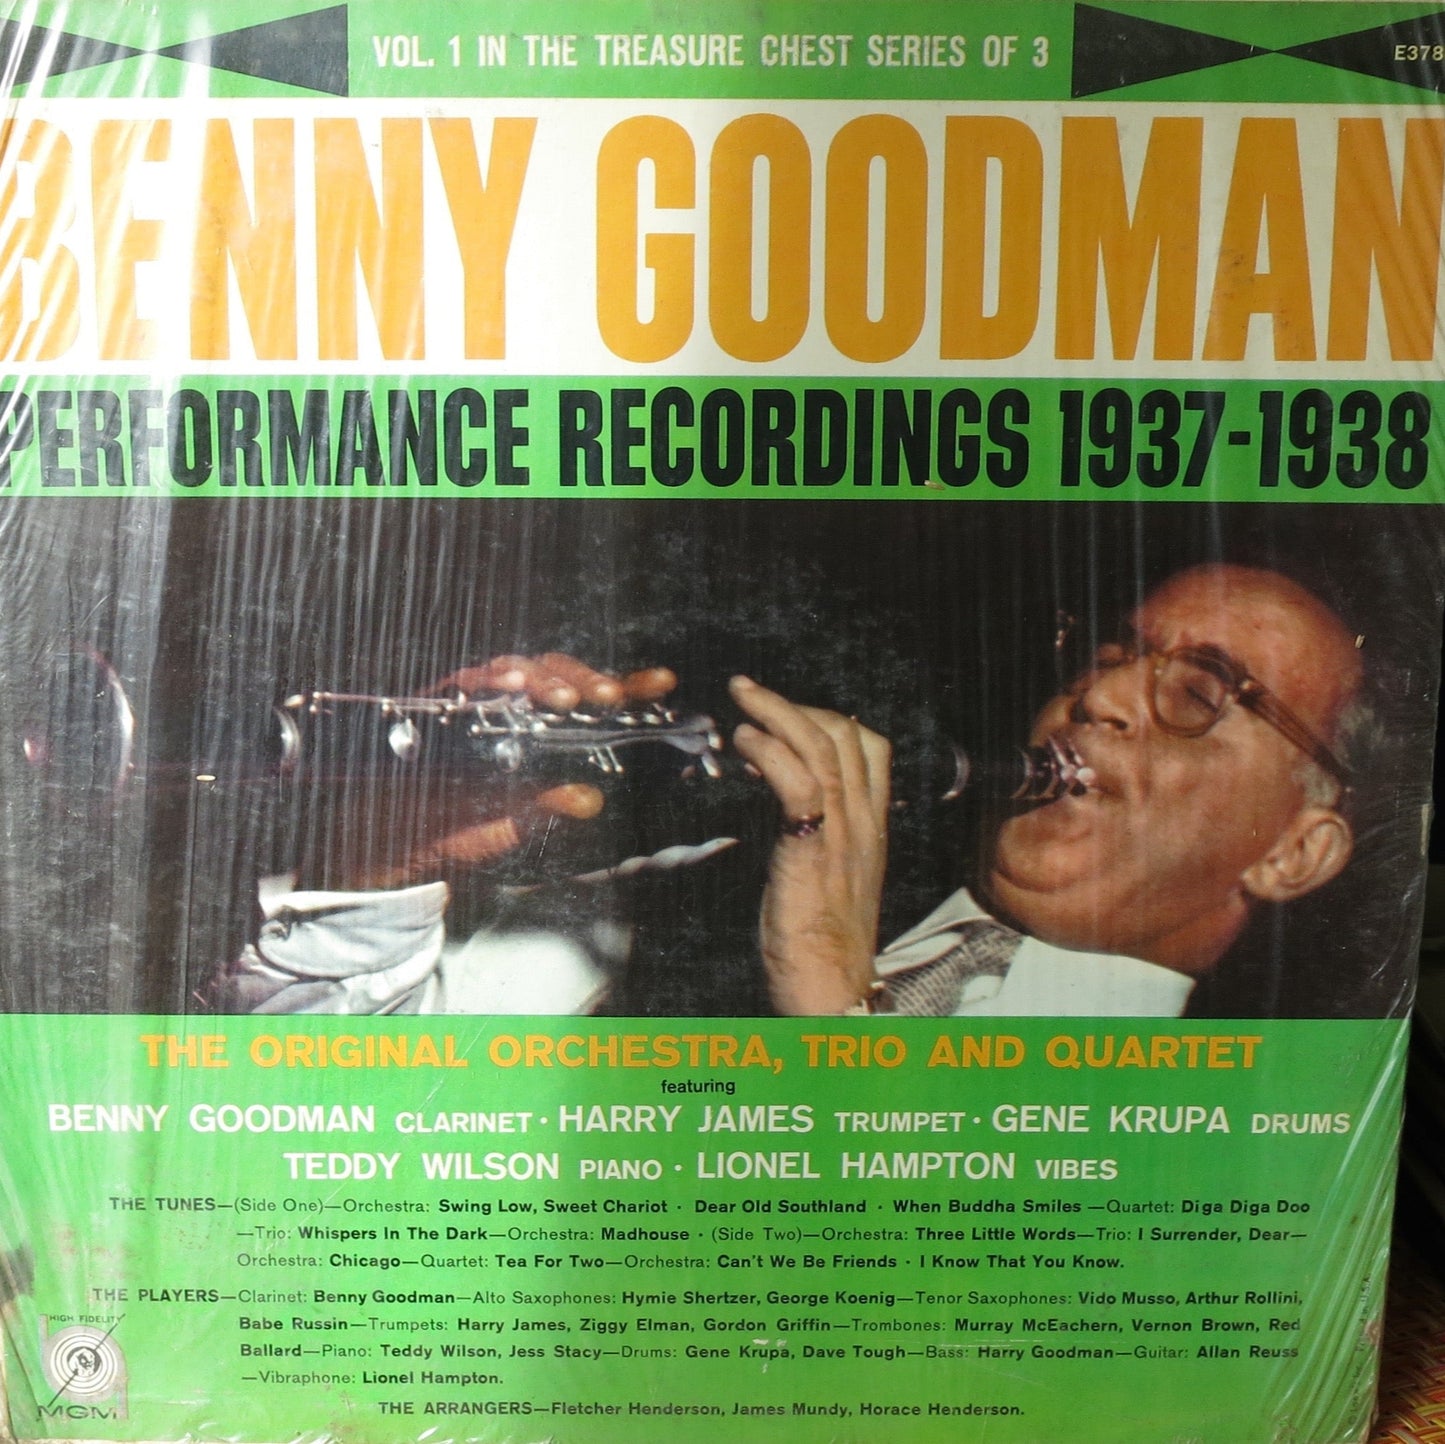 VOL. 1 IN THE TREASURE CHEST SERIES OF 3
E378
BENNY GOODMAN
PERFORMANCE RECORDINGS 1937-1938
THE ORIGINAL ORCHESTRA, TRIO AND QUARTET
featuring
BENNY GOODMAN CLARINET · HARRY JAMES TRUMPET · GENE KRUPA DRUMS
TEDDY WILSON PIANO · LIONEL HAMPTON VIBES
THE TUNES—(Side One)—Orchestra: Swing Low, Sweet Chariot · Dear Old Southland · When Buddha Smiles —Quartet: Diga Diga Doo
—Trio: Whispers In The Dark—Orchestra: Madhouse · (Side Two)—Orchestra: Three Little Words—Trio: I Surrender, Dear—
Orchestra: Chicago—Quartet: Tea For Two—Orchestra: Can't We Be Friends · I Know That You Know.
THE PLAYERS—Clarinet: Benny Goodman—Alto Saxophones: Hymie Shertzer, George Koenig—Tenor Saxophones: Vido Musso, Arthur Rollini,
Babe Russin—Trumpets: Harry James, Ziggy Elman, Gordon Griffin—Trombones: Murray McEachern, Vernon Brown, Red
Ballard—Piano: Teddy Wilson, Jess Stacy—Drums: Gene Krupa, Dave Tough—Bass: Harry Goodman—Guitar: Allan Reuss
—Vibraphone: Lionel Hampton.
THE ARRANGERS—Fletcher Henderson, James Mundy, Horace Henderson.
HIGH FIDELITY
MGM
U.S.A.